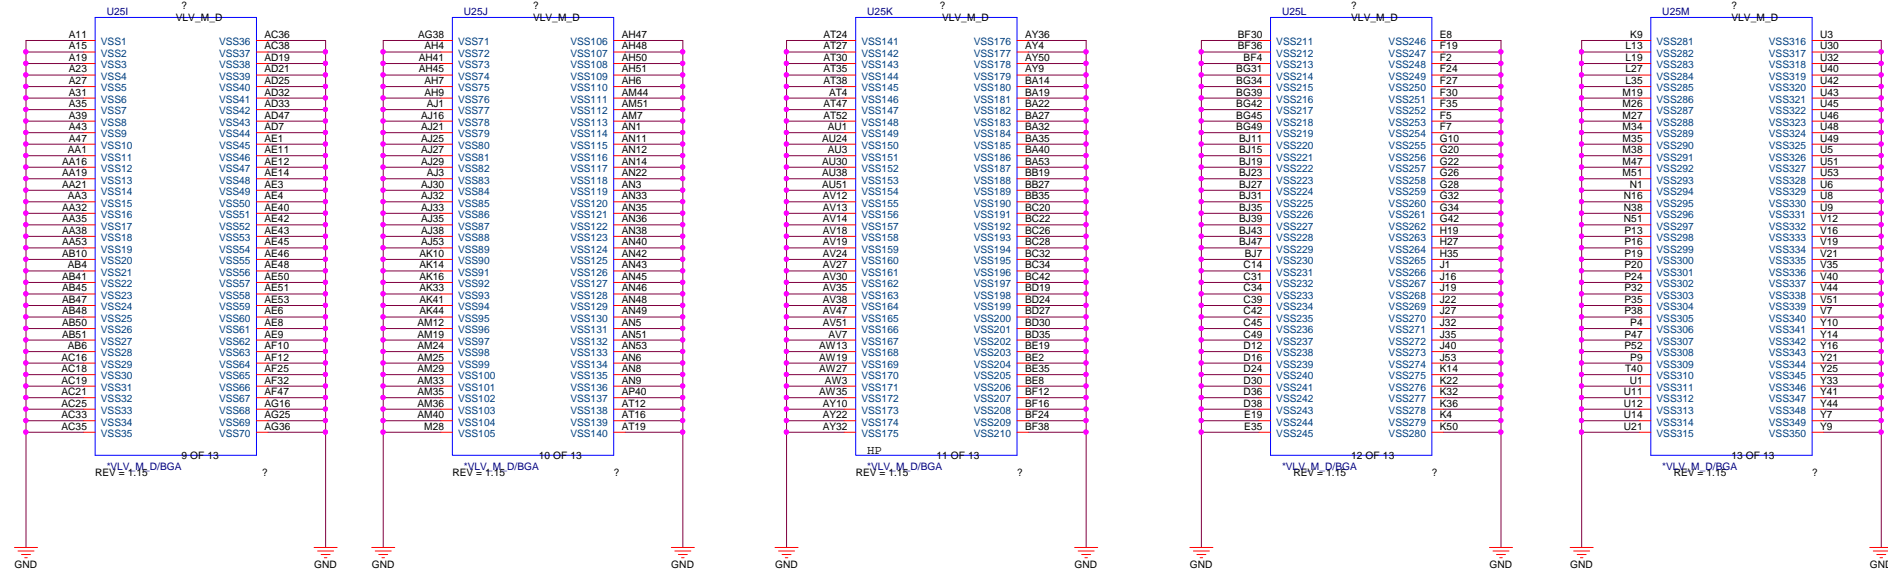 U25I
?
VLV_M_D
A11 VSS1 VSS36 AC36
A15 VSS2 VSS37 AC38
A19 VSS3 VSS38 AD19
A23 VSS4 VSS39 AD21
A27 VSS5 VSS40 AD25
A31 VSS6 VSS41 AD32
A35 VSS7 VSS42 AD33
A39 VSS8 VSS43 AD47
A43 VSS9 VSS44 AD7
A47 VSS10 VSS45 AE1
AA1 VSS11 VSS46 AE11
AA16 VSS12 VSS47 AE12
AA19 VSS13 VSS48 AE14
AA21 VSS14 VSS49 AE3
AA3 VSS15 VSS50 AE4
AA32 VSS16 VSS51 AE40
AA35 VSS17 VSS52 AE42
AA38 VSS18 VSS53 AE43
AA53 VSS19 VSS54 AE45
AB10 VSS20 VSS55 AE46
AB4 VSS21 VSS56 AE48
AB41 VSS22 VSS57 AE50
AB45 VSS23 VSS58 AE51
AB47 VSS24 VSS59 AE53
AB48 VSS25 VSS60 AE6
AB50 VSS26 VSS61 AE8
AB51 VSS27 VSS62 AE9
AB6 VSS28 VSS63 AF10
AC16 VSS29 VSS64 AF12
AC18 VSS30 VSS65 AF25
AC19 VSS31 VSS66 AF32
AC21 VSS32 VSS67 AF47
AC25 VSS33 VSS68 AG16
AC33 VSS34 VSS69 AG25
AC35 VSS35 VSS70 AG36
9 OF 13
*VLV_M_D/BGA
REV = 1.15 ?
GND GND
U25J
?
VLV_M_D
AG38 VSS71 VSS106 AH47
AH4 VSS72 VSS107 AH48
AH41 VSS73 VSS108 AH50
AH45 VSS74 VSS109 AH51
AH7 VSS75 VSS110 AH6
AH9 VSS76 VSS111 AM44
AJ1 VSS77 VSS112 AM51
AJ16 VSS78 VSS113 AM7
AJ21 VSS79 VSS114 AN1
AJ25 VSS80 VSS115 AN11
AJ27 VSS81 VSS116 AN12
AJ29 VSS82 VSS117 AN14
AJ3 VSS83 VSS118 AN22
AJ30 VSS84 VSS119 AN3
AJ32 VSS85 VSS120 AN33
AJ33 VSS86 VSS121 AN35
AJ35 VSS87 VSS122 AN36
AJ38 VSS88 VSS123 AN38
AJ53 VSS89 VSS124 AN40
AK10 VSS90 VSS125 AN42
AK14 VSS91 VSS126 AN43
AK16 VSS92 VSS127 AN45
AK33 VSS93 VSS128 AN46
AK41 VSS94 VSS129 AN48
AK44 VSS95 VSS130 AN49
AM12 VSS96 VSS131 AN5
AM19 VSS97 VSS132 AN51
AM24 VSS98 VSS133 AN53
AM25 VSS99 VSS134 AN6
AM29 VSS100 VSS135 AN8
AM33 VSS101 VSS136 AN9
AM35 VSS102 VSS137 AP40
AM36 VSS103 VSS138 AT12
AM40 VSS104 VSS139 AT16
M28 VSS105 VSS140 AT19
10 OF 13
*VLV_M_D/BGA
REV = 1.15 ?
GND GND
U25K
?
VLV_M_D
AT24 VSS141 VSS176 AY36
AT27 VSS142 VSS177 AY4
AT30 VSS143 VSS178 AY50
AT35 VSS144 VSS179 AY9
AT38 VSS145 VSS180 BA14
AT4 VSS146 VSS181 BA19
AT47 VSS147 VSS182 BA22
AT52 VSS148 VSS183 BA27
AU1 VSS149 VSS184 BA32
AU24 VSS150 VSS185 BA35
AU3 VSS151 VSS186 BA40
AU30 VSS152 VSS187 BA53
AU38 VSS153 VSS188 BB19
AU51 VSS154 VSS189 BB27
AV12 VSS155 VSS190 BB35
AV13 VSS156 VSS191 BC20
AV14 VSS157 VSS192 BC22
AV18 VSS158 VSS193 BC26
AV19 VSS159 VSS194 BC28
AV24 VSS160 VSS195 BC32
AV27 VSS161 VSS196 BC34
AV30 VSS162 VSS197 BC42
AV35 VSS163 VSS198 BD19
AV38 VSS164 VSS199 BD24
AV47 VSS165 VSS200 BD27
AV51 VSS166 VSS201 BD30
AV7 VSS167 VSS202 BD35
AW13 VSS168 VSS203 BE19
AW19 VSS169 VSS204 BE2
AW27 VSS170 VSS205 BE35
AW3 VSS171 VSS206 BE8
AW35 VSS172 VSS207 BF12
AY10 VSS173 VSS208 BF16
AY22 VSS174 VSS209 BF24
AY32 VSS175 VSS210 BF38
HP 11 OF 13
*VLV_M_D/BGA
REV = 1.15 ?
GND GND
U25L
?
VLV_M_D
BF30 VSS211 VSS246 E8
BF36 VSS212 VSS247 F19
BF4 VSS213 VSS248 F2
BG31 VSS214 VSS249 F24
BG34 VSS215 VSS250 F27
BG39 VSS216 VSS251 F30
BG42 VSS217 VSS252 F35
BG45 VSS218 VSS253 F5
BG49 VSS219 VSS254 F7
BJ11 VSS220 VSS255 G10
BJ15 VSS221 VSS256 G20
BJ19 VSS222 VSS257 G22
BJ23 VSS223 VSS258 G26
BJ27 VSS224 VSS259 G28
BJ31 VSS225 VSS260 G32
BJ35 VSS226 VSS261 G34
BJ39 VSS227 VSS262 G42
BJ43 VSS228 VSS263 H19
BJ47 VSS229 VSS264 H27
BJ7 VSS230 VSS265 H35
C14 VSS231 VSS266 J1
C31 VSS232 VSS267 J16
C34 VSS233 VSS268 J19
C39 VSS234 VSS269 J22
C42 VSS235 VSS270 J27
C45 VSS236 VSS271 J32
C49 VSS237 VSS272 J35
D12 VSS238 VSS273 J40
D16 VSS239 VSS274 J53
D24 VSS240 VSS275 K14
D30 VSS241 VSS276 K22
D36 VSS242 VSS277 K32
D38 VSS243 VSS278 K36
E19 VSS244 VSS279 K4
E35 VSS245 VSS280 K50
12 OF 13
*VLV_M_D/BGA
REV = 1.15 ?
GND GND
U25M
?
VLV_M_D
K9 VSS281 VSS316 U3
L13 VSS282 VSS317 U30
L19 VSS283 VSS318 U32
L27 VSS284 VSS319 U40
L35 VSS285 VSS320 U42
M19 VSS286 VSS321 U43
M26 VSS287 VSS322 U45
M27 VSS288 VSS323 U46
M34 VSS289 VSS324 U48
M35 VSS290 VSS325 U49
M38 VSS291 VSS326 U5
M47 VSS292 VSS327 U51
M51 VSS293 VSS328 U53
N1 VSS294 VSS329 U6
N16 VSS295 VSS330 U8
N38 VSS296 VSS331 U9
N51 VSS297 VSS332 V12
P13 VSS298 VSS333 V16
P16 VSS299 VSS334 V19
P19 VSS300 VSS335 V21
P20 VSS301 VSS336 V35
P24 VSS302 VSS337 V40
P32 VSS303 VSS338 V44
P35 VSS304 VSS339 V51
P38 VSS305 VSS340 V7
P4 VSS306 VSS341 Y10
P47 VSS307 VSS342 Y14
P52 VSS308 VSS343 Y16
P9 VSS309 VSS344 Y21
T40 VSS310 VSS345 Y25
U1 VSS311 VSS346 Y33
U11 VSS312 VSS347 Y41
U12 VSS313 VSS348 Y44
U14 VSS314 VSS349 Y7
U21 VSS315 VSS350 Y9
13 OF 13
*VLV_M_D/BGA
REV = 1.15 ?
GND GND